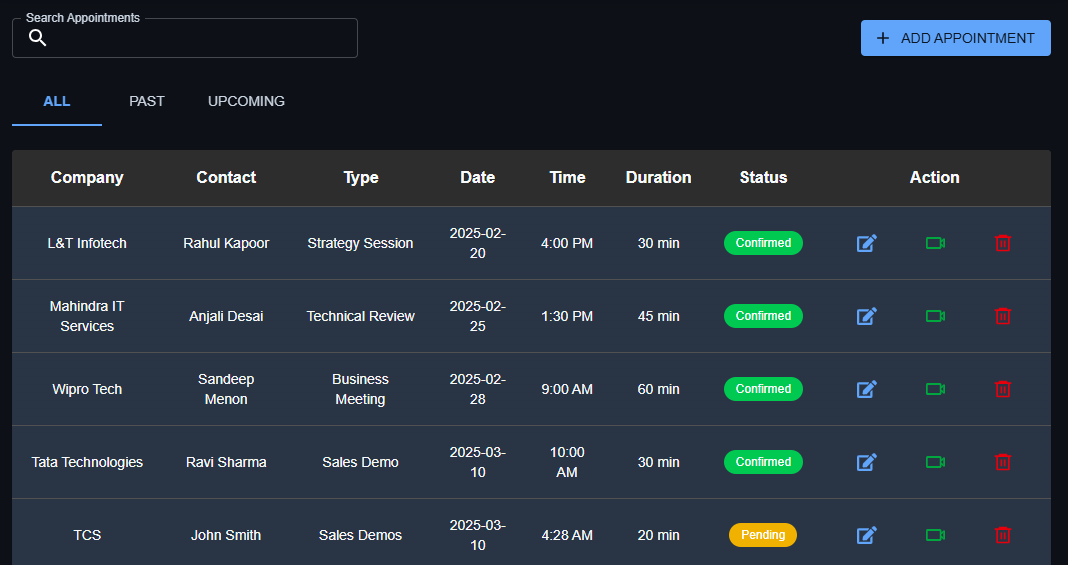 Search Appointments
+ ADD APPOINTMENT
ALL PAST UPCOMING
Company Contact Type Date Time Duration Status Action
L&T Infotech Rahul Kapoor Strategy Session 2025-02-
20 4:00 PM 30 min Confirmed
Mahindra IT
Services Anjali Desai Technical Review 2025-02-
25 1:30 PM 45 min Confirmed
Wipro Tech Sandeep
Menon Business
Meeting 2025-02-
28 9:00 AM 60 min Confirmed
Tata Technologies Ravi Sharma Sales Demo 2025-03-
10 10:00
AM 30 min Confirmed
TCS John Smith Sales Demos 2025-03-
10 4:28 AM 20 min Pending